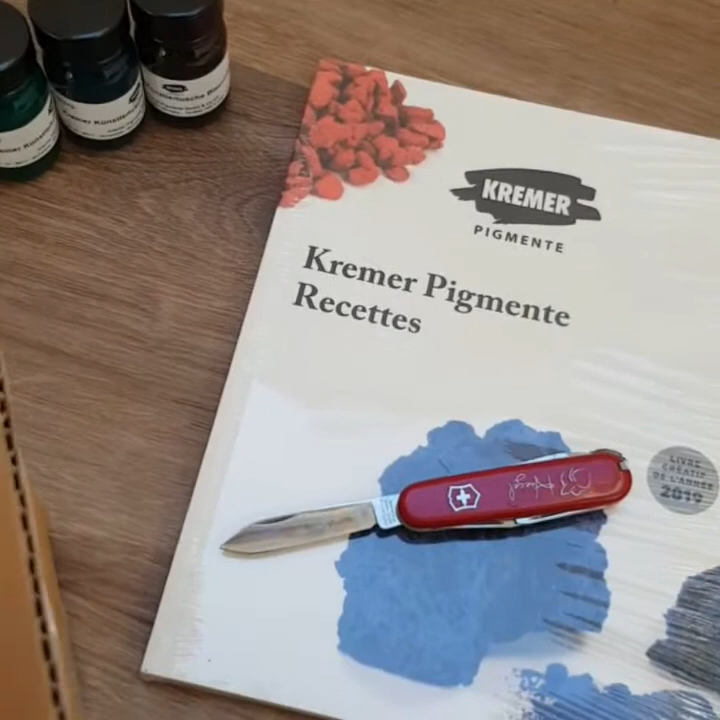 KREMER
PIGMENTE
Kremer Pigmente
Recettes
LIVRE
CRÉATIF
DE L'ANNÉE
2019